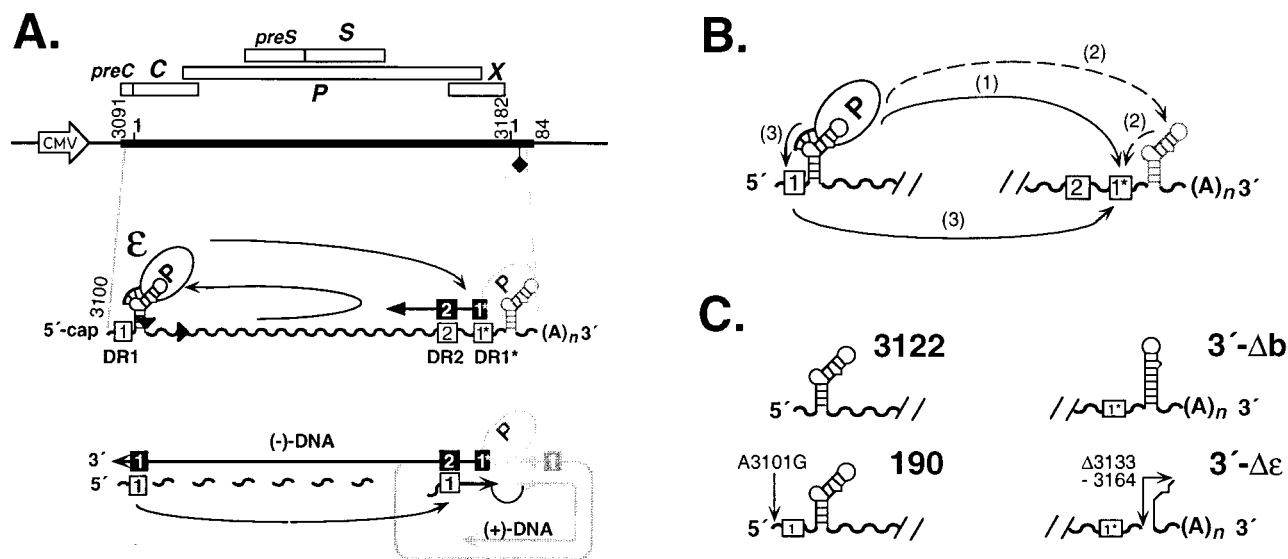 A.
preS S
preC C
P
X
3091
1
3182
1
84
CMV
ε
P
P
3100
2 1*
5´-cap 1 2 1* (A)n 3´
DR1 DR2 DR1*
(-)-DNA
P
3´ 1 2 1* 1
5´ 1 1
(+)-DNA
B.
(2)
(1)
P
(3)
(2)
5´ 1 2 1* (A)n 3´
(3)
C.
3122
5´
3´-Δb
1* (A)n 3´
A3101G
190
5´ 1
Δ3133
- 3164
3´-Δε
1* (A)n 3´